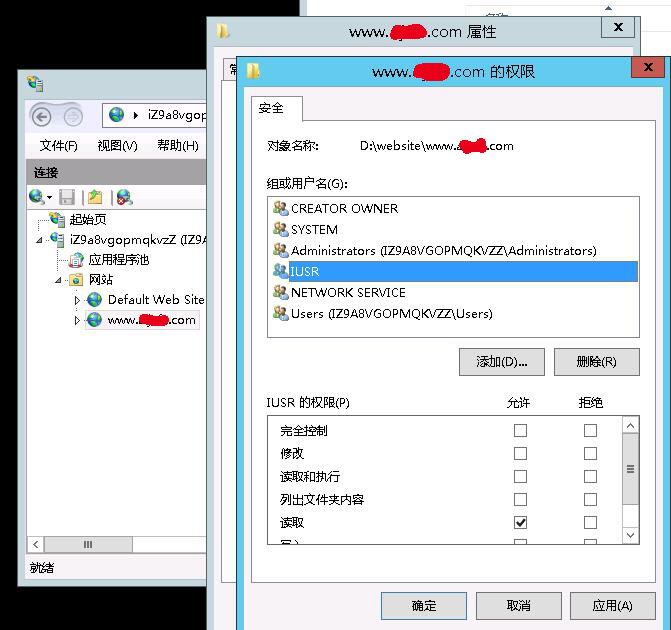 www. .com 属性
www. .com 的权限
iZ9a8vgop
文件(F) 视图(V) 帮助(H)
连接
起始页
iZ9a8vgopmqkvzZ (IZ9A
应用程序池
网站
Default Web Site
www. .com
就绪
安全
对象名称: D:\website\www. .com
组或用户名(G):
CREATOR OWNER
SYSTEM
Administrators (IZ9A8VGOPMQKVZZ\Administrators)
IUSR
NETWORK SERVICE
Users (IZ9A8VGOPMQKVZZ\Users)
添加(D)... 删除(R)
IUSR 的权限(P) 允许 拒绝
完全控制
修改
读取和执行
列出文件夹内容
读取
确定 取消 应用(A)